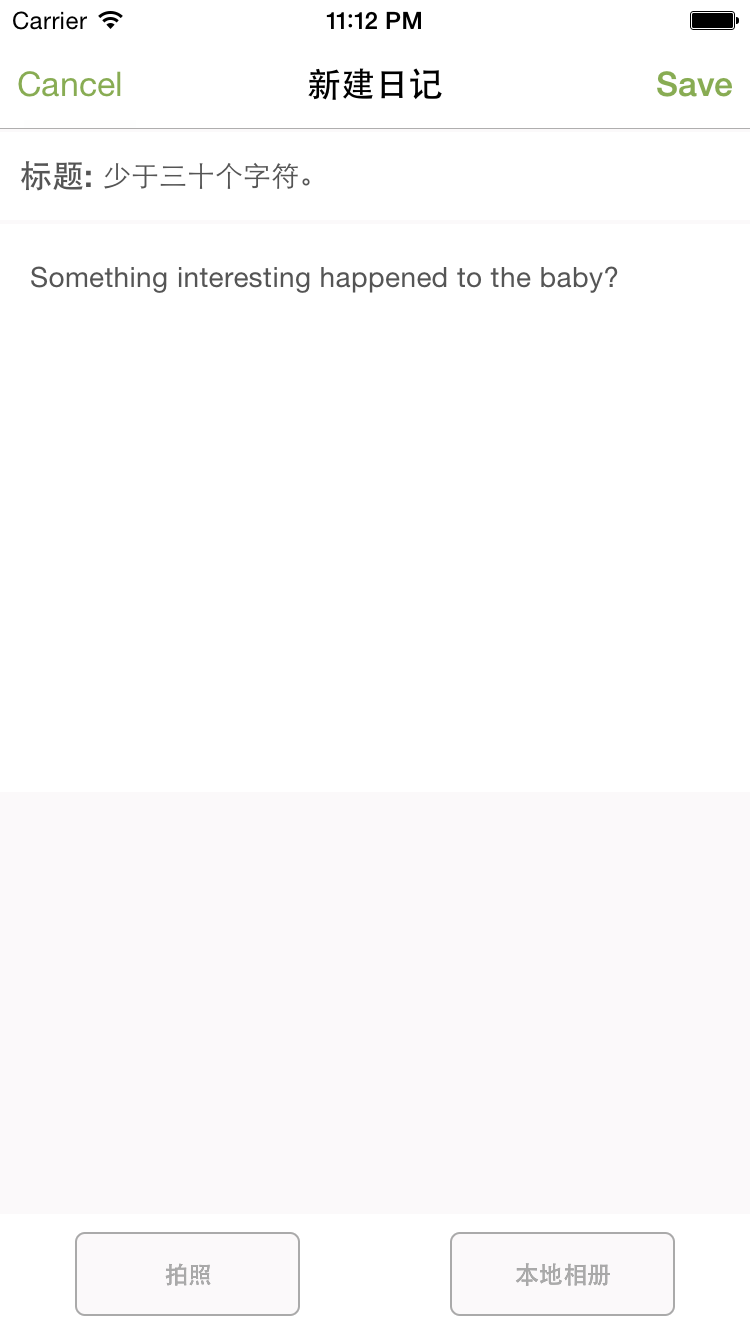 Carrier 11:12 PM
Cancel 新建日记 Save
标题: 少于三十个字符。
Something interesting happened to the baby?
拍照 本地相册